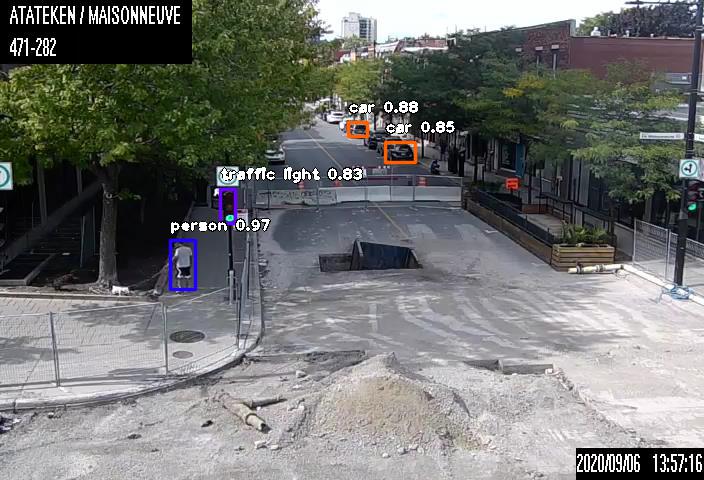 ATATEKEN / MAISONNEUVE
471-282
car 0.88
car 0.85
traffic light 0.83
person 0.97
2020/09/06 13:57:16